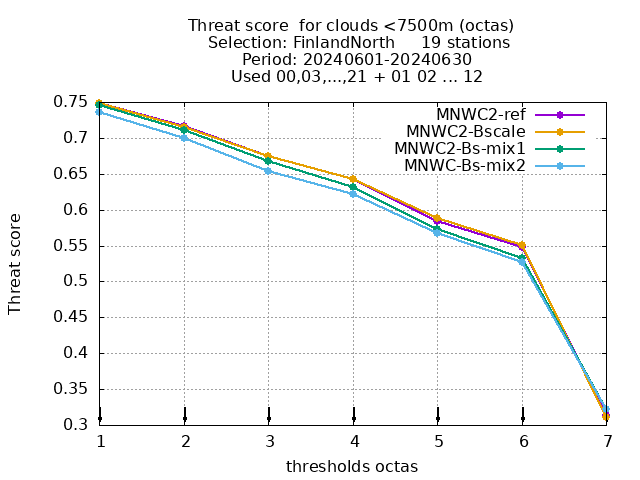 Threat score  for clouds <7500m (octas)
Selection: FinlandNorth     19 stations
Period: 20240601-20240630
Used 00,03,...,21 + 01 02 ... 12
MNWC2-ref
MNWC2-Bscale
MNWC2-Bs-mix1
MNWC-Bs-mix2
Threat score
0.75
0.7
0.65
0.6
0.55
0.5
0.45
0.4
0.35
0.3
1 2 3 4 5 6 7
thresholds octas